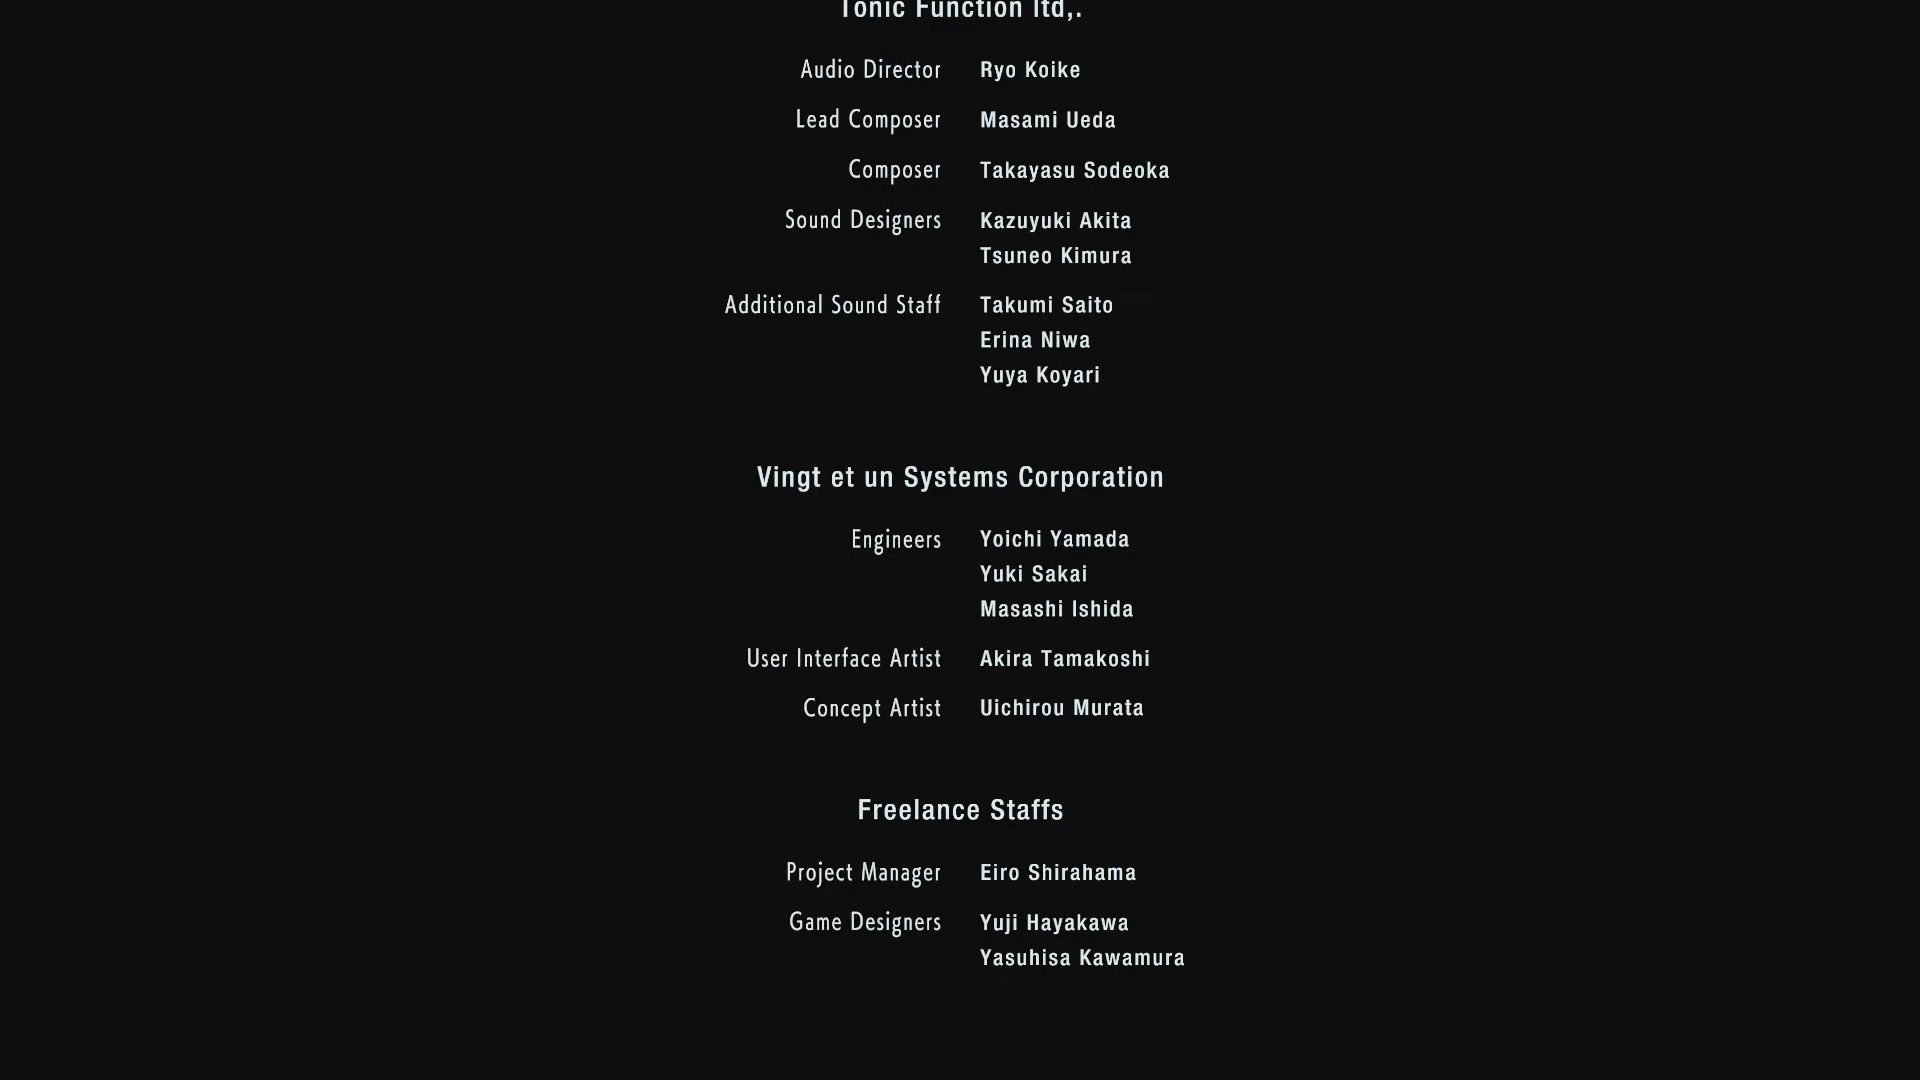 Tonic Function ltd,.
Audio Director Ryo Koike
Lead Composer Masami Ueda
Composer Takayasu Sodeoka
Sound Designers Kazuyuki Akita
Tsuneo Kimura
Additional Sound Staff Takumi Saito
Erina Niwa
Yuya Koyari
Vingt et un Systems Corporation
Engineers Yoichi Yamada
Yuki Sakai
Masashi Ishida
User Interface Artist Akira Tamakoshi
Concept Artist Uichirou Murata
Freelance Staffs
Project Manager Eiro Shirahama
Game Designers Yuji Hayakawa
Yasuhisa Kawamura